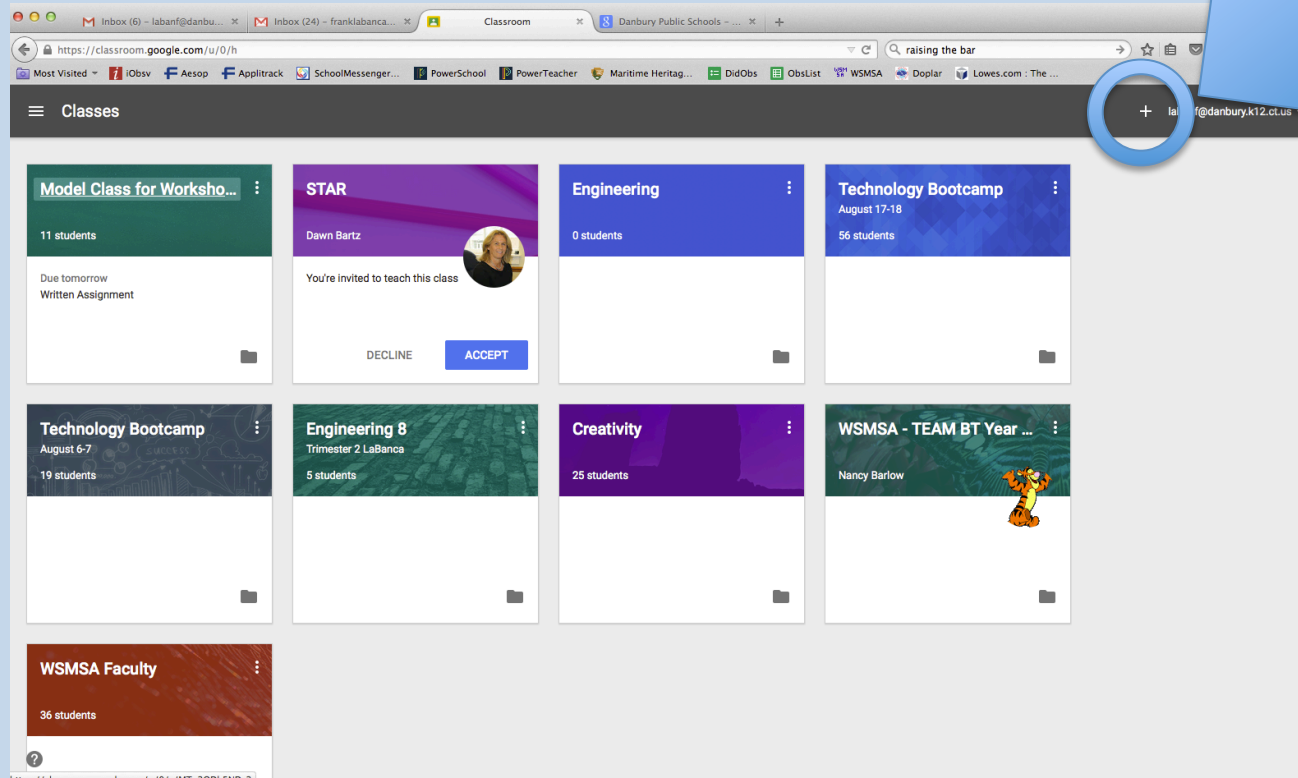 Inbox (6) – labanf@danbu... × Inbox (24) – franklabanca... × Classroom × Danbury Public Schools – ... × +
https://classroom.google.com/u/0/h raising the bar
Most Visited iObsv Aesop Applitrack SchoolMessenger... PowerSchool PowerTeacher Maritime Heritag... DidObs ObsList WSMSA Doplar Lowes.com : The ...
Classes + f@danbury.k12.ct.us
Model Class for Worksho... STAR Engineering Technology Bootcamp
August 17-18
11 students Dawn Bartz 0 students 56 students
Due tomorrow You're invited to teach this class
Written Assignment
DECLINE ACCEPT
Technology Bootcamp Engineering 8 Creativity WSMSA - TEAM BT Year ...
August 6-7 Trimester 2 LaBanca
19 students 5 students 25 students Nancy Barlow
WSMSA Faculty
36 students
?